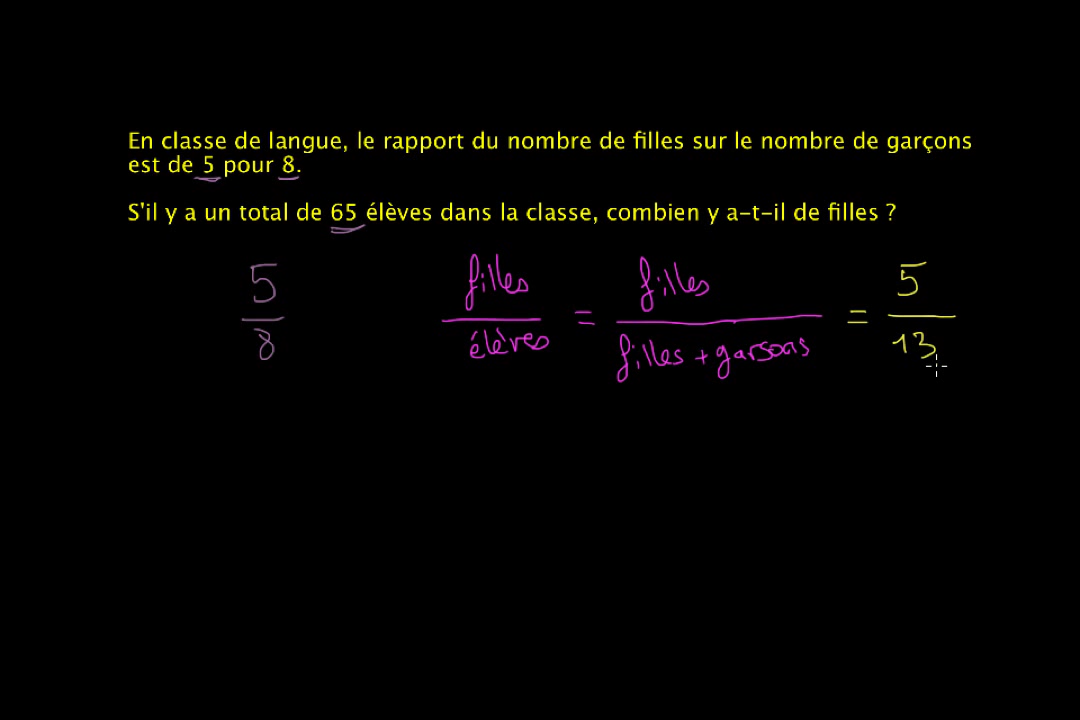 En classe de langue, le rapport du nombre de filles sur le nombre de garçons
est de 5 pour 8.
S'il y a un total de 65 élèves dans la classe, combien y a-t-il de filles ?
5/8
filles/élèves = filles/filles + garsons = 5/13